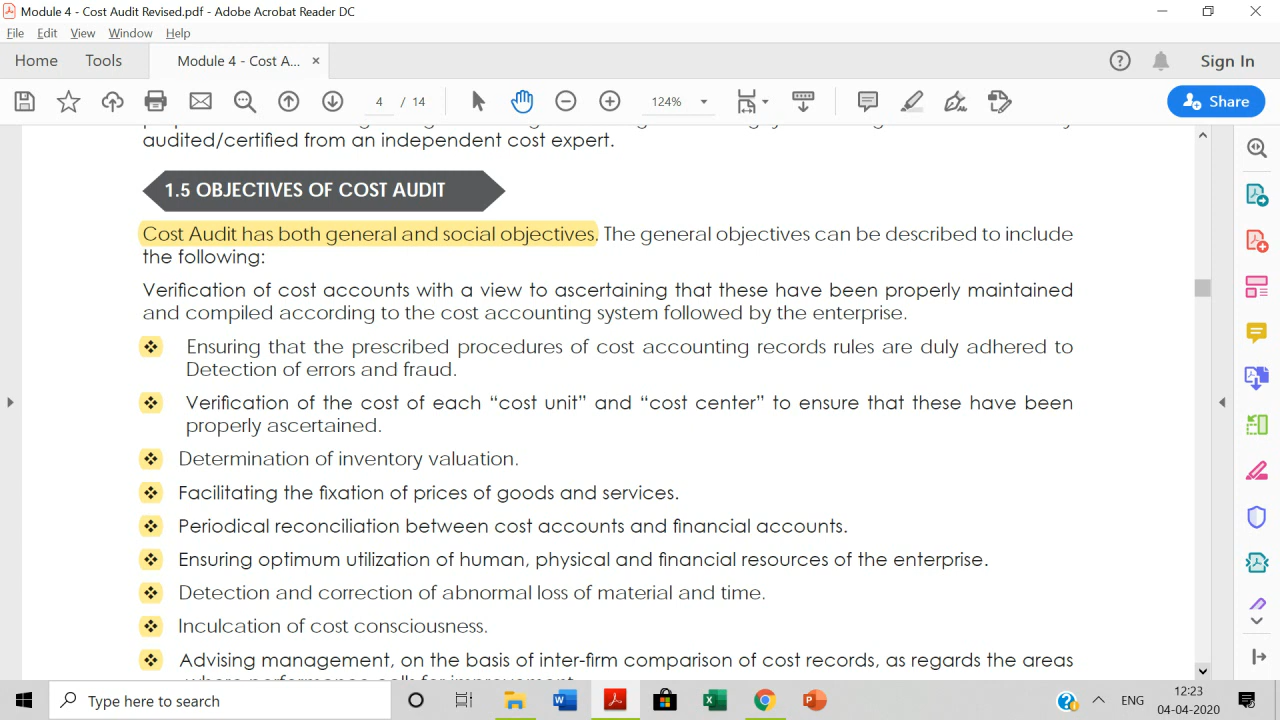 Module 4 - Cost Audit Revised.pdf - Adobe Acrobat Reader DC
File Edit View Window Help
Home Tools Module 4 - Cost A... × Sign In
4 / 14 124% Share
audited/certified from an independent cost expert.
1.5 OBJECTIVES OF COST AUDIT
Cost Audit has both general and social objectives. The general objectives can be described to include
the following:
Verification of cost accounts with a view to ascertaining that these have been properly maintained
and compiled according to the cost accounting system followed by the enterprise.
❖ Ensuring that the prescribed procedures of cost accounting records rules are duly adhered to
Detection of errors and fraud.
❖ Verification of the cost of each “cost unit” and “cost center” to ensure that these have been
properly ascertained.
❖ Determination of inventory valuation.
❖ Facilitating the fixation of prices of goods and services.
❖ Periodical reconciliation between cost accounts and financial accounts.
❖ Ensuring optimum utilization of human, physical and financial resources of the enterprise.
❖ Detection and correction of abnormal loss of material and time.
❖ Inculcation of cost consciousness.
❖ Advising management, on the basis of inter-firm comparison of cost records, as regards the areas
Type here to search
ENG 12:23
04-04-2020